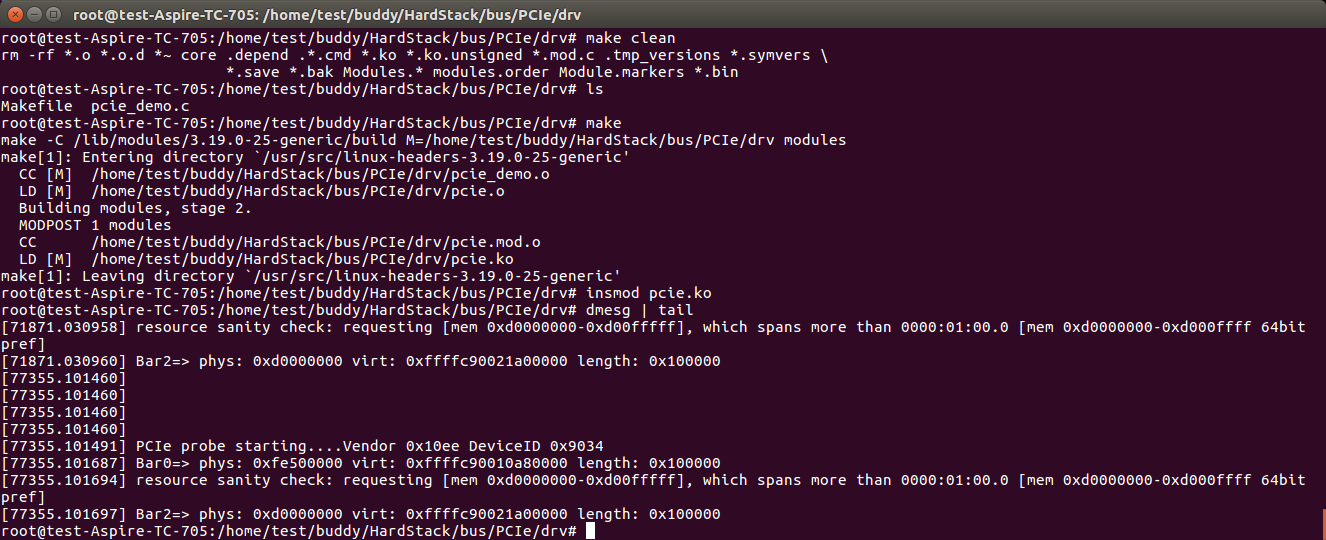 root@test-Aspire-TC-705: /home/test/buddy/HardStack/bus/PCIe/drv
root@test-Aspire-TC-705:/home/test/buddy/HardStack/bus/PCIe/drv# make clean
rm -rf *.o *.o.d *~ core .depend .*.cmd *.ko *.ko.unsigned *.mod.c .tmp_versions *.symvers \
                         *.save *.bak Modules.* modules.order Module.markers *.bin
root@test-Aspire-TC-705:/home/test/buddy/HardStack/bus/PCIe/drv# ls
Makefile  pcie_demo.c
root@test-Aspire-TC-705:/home/test/buddy/HardStack/bus/PCIe/drv# make
make -C /lib/modules/3.19.0-25-generic/build M=/home/test/buddy/HardStack/bus/PCIe/drv modules
make[1]: Entering directory `/usr/src/linux-headers-3.19.0-25-generic'
  CC [M]  /home/test/buddy/HardStack/bus/PCIe/drv/pcie_demo.o
  LD [M]  /home/test/buddy/HardStack/bus/PCIe/drv/pcie.o
  Building modules, stage 2.
  MODPOST 1 modules
  CC      /home/test/buddy/HardStack/bus/PCIe/drv/pcie.mod.o
  LD [M]  /home/test/buddy/HardStack/bus/PCIe/drv/pcie.ko
make[1]: Leaving directory `/usr/src/linux-headers-3.19.0-25-generic'
root@test-Aspire-TC-705:/home/test/buddy/HardStack/bus/PCIe/drv# insmod pcie.ko
root@test-Aspire-TC-705:/home/test/buddy/HardStack/bus/PCIe/drv# dmesg | tail
[71871.030958] resource sanity check: requesting [mem 0xd0000000-0xd00fffff], which spans more than 0000:01:00.0 [mem 0xd0000000-0xd000ffff 64bit
pref]
[71871.030960] Bar2=> phys: 0xd0000000 virt: 0xffffc90021a00000 length: 0x100000
[77355.101460]
[77355.101460]
[77355.101460]
[77355.101460]
[77355.101491] PCIe probe starting....Vendor 0x10ee DeviceID 0x9034
[77355.101687] Bar0=> phys: 0xfe500000 virt: 0xffffc90010a80000 length: 0x100000
[77355.101694] resource sanity check: requesting [mem 0xd0000000-0xd00fffff], which spans more than 0000:01:00.0 [mem 0xd0000000-0xd000ffff 64bit
pref]
[77355.101697] Bar2=> phys: 0xd0000000 virt: 0xffffc90021a00000 length: 0x100000
root@test-Aspire-TC-705:/home/test/buddy/HardStack/bus/PCIe/drv#